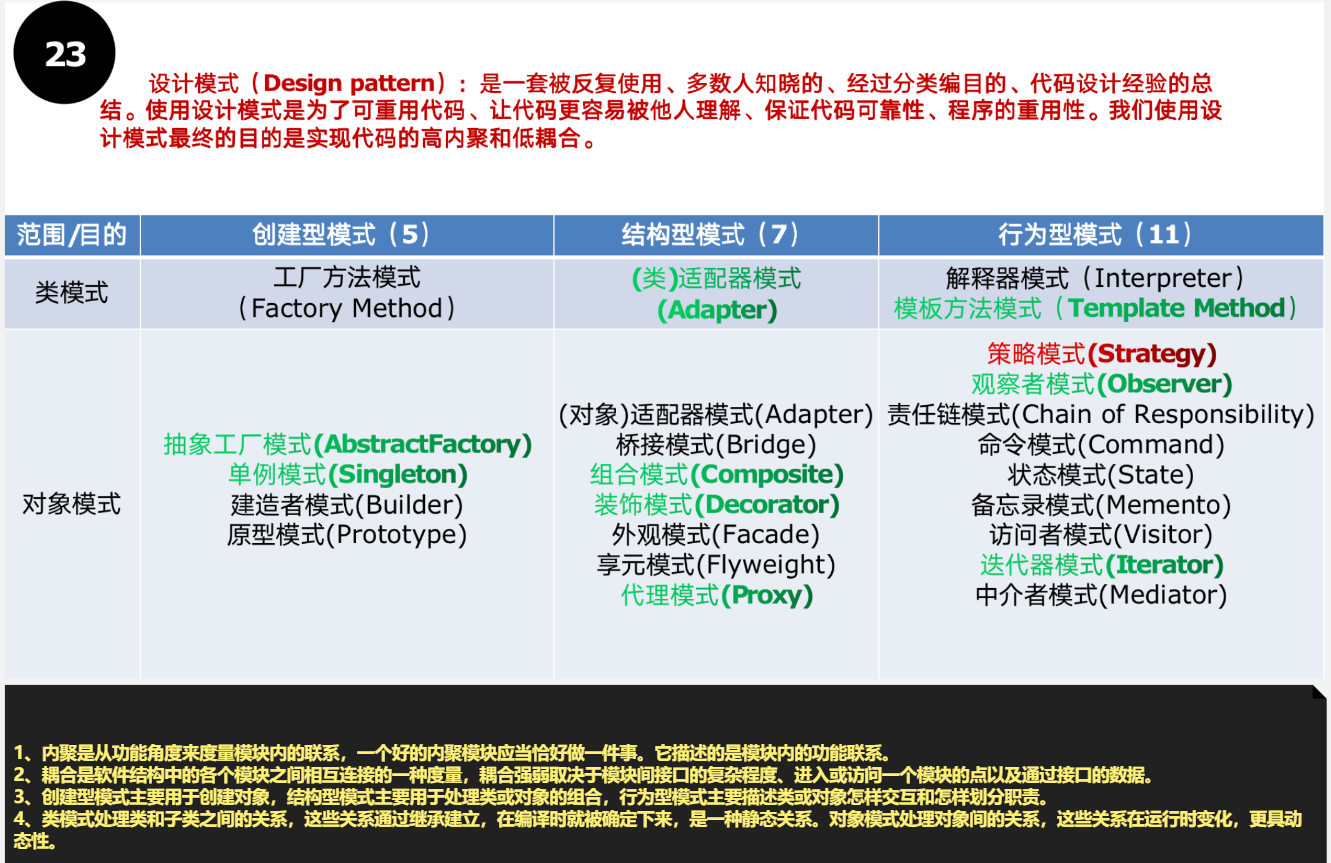 23
设计模式（Design pattern）：是一套被反复使用、多数人知晓的、经过分类编目的、代码设计经验的总
结。使用设计模式是为了可重用代码、让代码更容易被他人理解、保证代码可靠性、程序的重用性。我们使用设
计模式最终的目的是实现代码的高内聚和低耦合。
范围/目的
创建型模式（5）
结构型模式（7）
行为型模式（11）
类模式
工厂方法模式
（Factory Method）
(类)适配器模式
(Adapter)
解释器模式（Interpreter）
模板方法模式（Template Method）
对象模式
抽象工厂模式(AbstractFactory)
单例模式(Singleton)
建造者模式(Builder)
原型模式(Prototype)
(对象)适配器模式(Adapter)
桥接模式(Bridge)
组合模式(Composite)
装饰模式(Decorator)
外观模式(Facade)
享元模式(Flyweight)
代理模式(Proxy)
策略模式(Strategy)
观察者模式(Observer)
责任链模式(Chain of Responsibility)
命令模式(Command)
状态模式(State)
备忘录模式(Memento)
访问者模式(Visitor)
迭代器模式(Iterator)
中介者模式(Mediator)
1、内聚是从功能角度来度量模块内的联系，一个好的内聚模块应当恰好做一件事。它描述的是模块内的功能联系。
2、耦合是软件结构中的各个模块之间相互连接的一种度量，耦合强弱取决于模块间接口的复杂程度、进入或访问一个模块的点以及通过接口的数据。
3、创建型模式主要用于创建对象，结构型模式主要用于处理类或对象的组合，行为型模式主要描述类或对象怎样交互和怎样划分职责。
4、类模式处理类和子类之间的关系，这些关系通过继承建立，在编译时就被确定下来，是一种静态关系。对象模式处理对象间的关系，这些关系在运行时变化，更具动
态性。